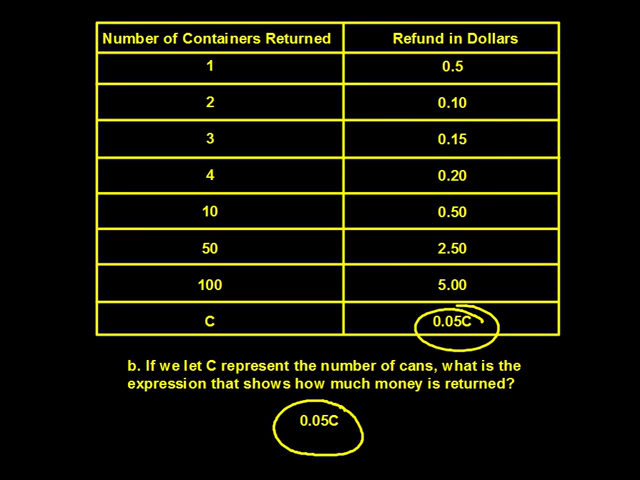 Number of Containers Returned Refund in Dollars
1 0.5
2 0.10
3 0.15
4 0.20
10 0.50
50 2.50
100 5.00
C 0.05C
b. If we let C represent the number of cans, what is the
expression that shows how much money is returned?
0.05C